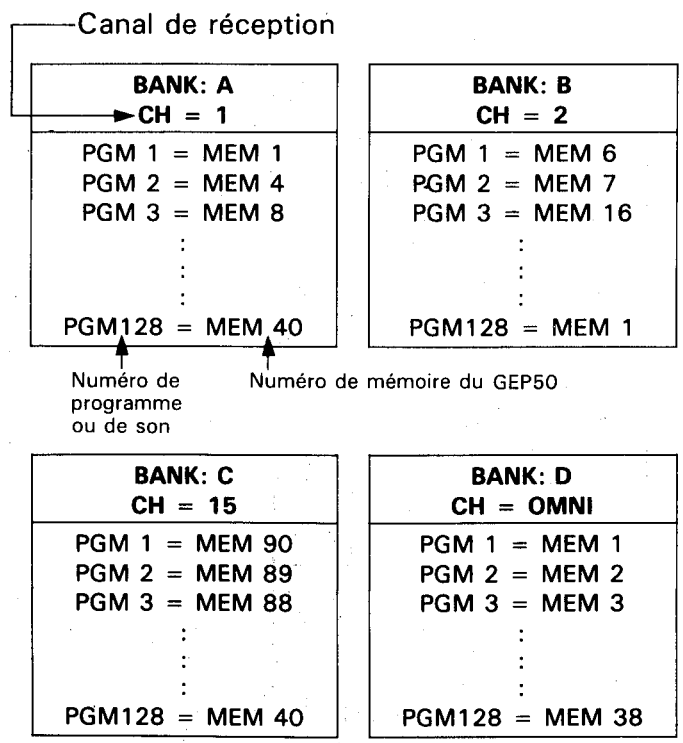 Canal de réception
BANK: A
CH = 1
PGM 1 = MEM 1
PGM 2 = MEM 4
PGM 3 = MEM 8
:
:
:
PGM128 = MEM 40
Numéro de
programme
ou de son
Numéro de mémoire du GEP50
BANK: B
CH = 2
PGM 1 = MEM 6
PGM 2 = MEM 7
PGM 3 = MEM 16
:
:
:
PGM128 = MEM 1
BANK: C
CH = 15
PGM 1 = MEM 90
PGM 2 = MEM 89
PGM 3 = MEM 88
:
:
:
PGM128 = MEM 40
BANK: D
CH = OMNI
PGM 1 = MEM 1
PGM 2 = MEM 2
PGM 3 = MEM 3
:
:
:
PGM128 = MEM 38